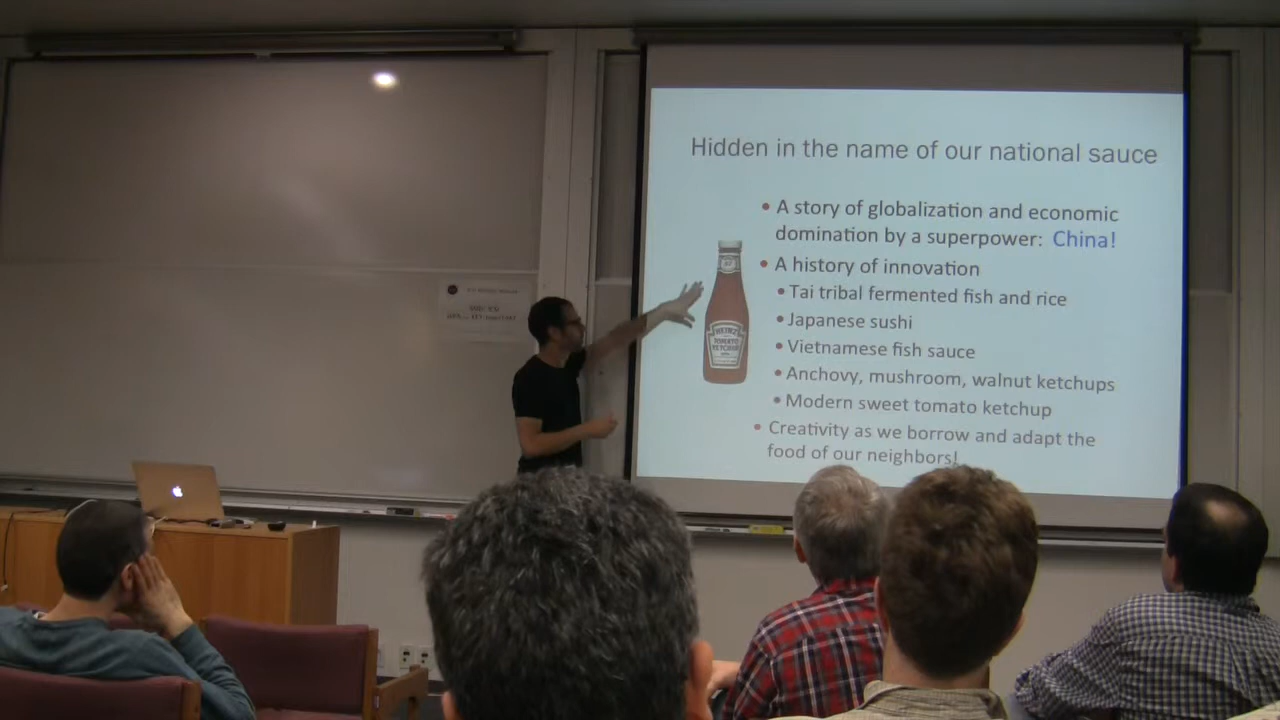 Hidden in the name of our national sauce
• A story of globalization and economic
domination by a superpower: China!
• A history of innovation
• Tai tribal fermented fish and rice
• Japanese sushi
• Vietnamese fish sauce
• Anchovy, mushroom, walnut ketchups
• Modern sweet tomato ketchup
• Creativity as we borrow and adapt the
food of our neighbors!
HEINZ
TOMATO
KETCHUP